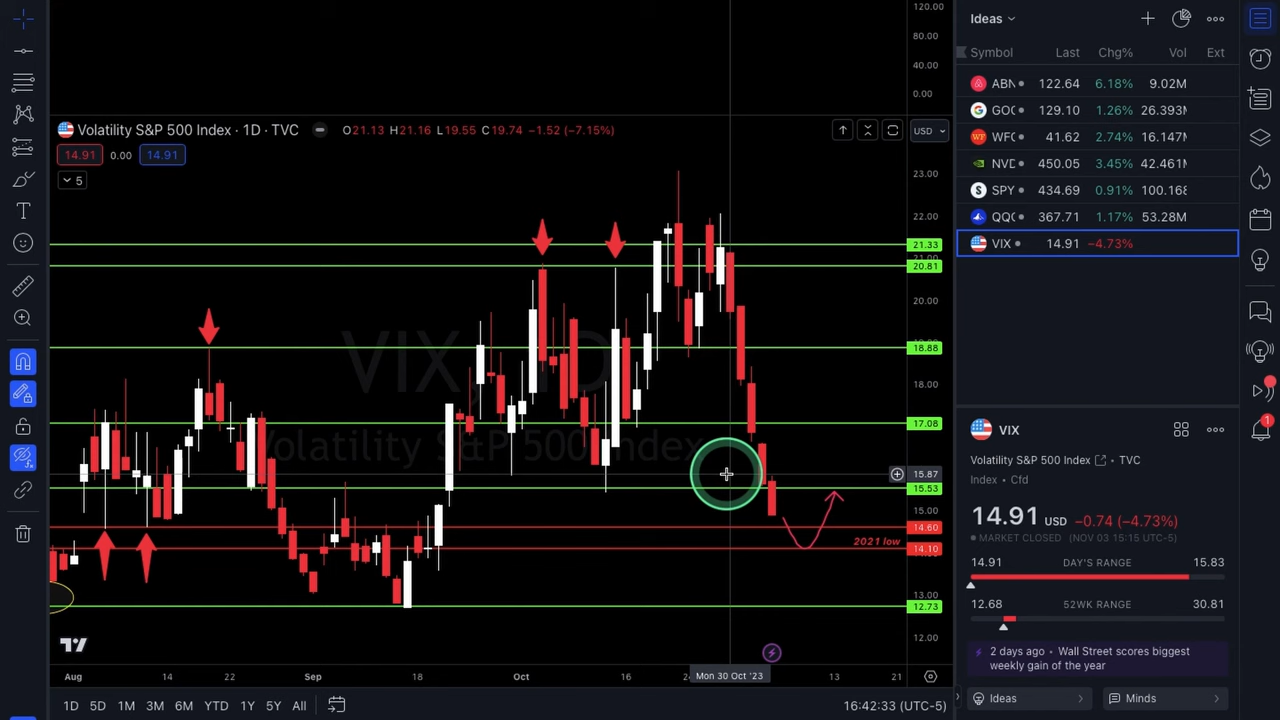 120.00
80.00
40.00
0.00
Volatility S&P 500 Index · 1D · TVC O21.13 H21.16 L19.55 C19.74 −1.52 (−7.15%)
USD
14.91 0.00 14.91
5
23.00
22.00
21.33
20.81
20.00
18.88
18.00
17.08
15.87
15.53
15.00
14.60
2021 low 14.10
13.00
12.73
12.00
Volatility S&P 500 Index
Aug 14 22 Sep 18 Oct 16 Mon 30 Oct '23 13 21
1D 5D 1M 3M 6M YTD 1Y 5Y All 16:42:33 (UTC-5)
Ideas
Symbol Last Chg% Vol Ext
ABN 122.64 6.18% 9.02M
GOO 129.10 1.26% 26.393M
WFC 41.62 2.74% 16.147M
NVD 450.05 3.45% 42.461M
SPY 434.69 0.91% 100.168
QQQ 367.71 1.17% 53.28M
VIX 14.91 −4.73%
VIX
Volatility S&P 500 Index · TVC
Index · Cfd
14.91 USD −0.74 (−4.73%)
MARKET CLOSED (NOV 03 15:15 UTC-5)
14.91 DAY'S RANGE 15.83
12.68 52WK RANGE 30.81
2 days ago · Wall Street scores biggest
weekly gain of the year
Ideas Minds
1